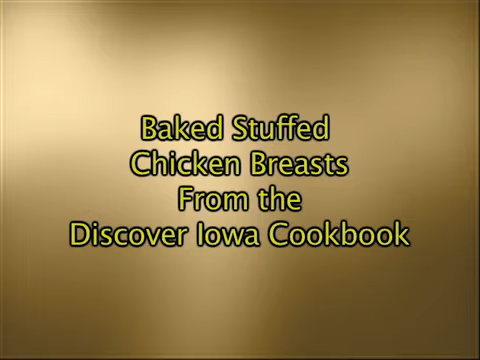 Baked Stuffed
Chicken Breasts
From the
Discover Iowa Cookbook